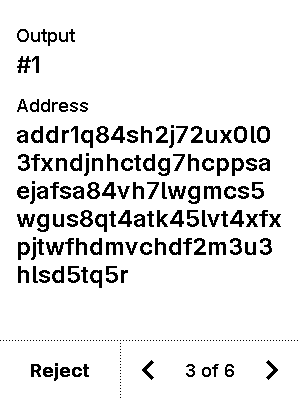 Output
#1
Address
addr1q84sh2j72ux0l0
3fxndjnhctdg7hcppsa
ejafsa84vh7lwgmcs5
wgus8qt4atk45lvt4xfx
pjtwfhdmvchdf2m3u3
hlsd5tq5r
Reject
3 of 6